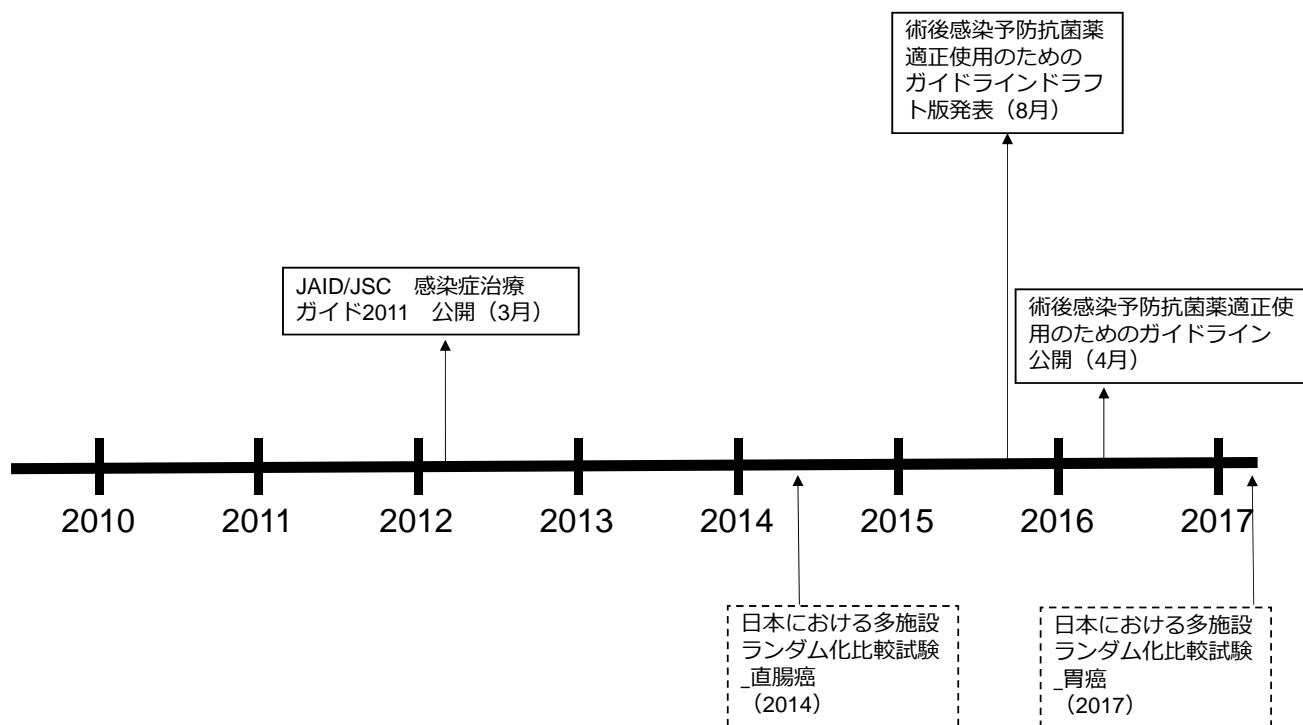 術後感染予防抗菌薬
適正使用のための
ガイドラインドラフ
ト版発表（8月）
JAID/JSC　感染症治療
ガイド2011　公開（3月）
術後感染予防抗菌薬適正使
用のためのガイドライン
公開（4月）
2010
2011
2012
2013
2014
2015
2016
2017
日本における多施設
ランダム化比較試験
_直腸癌
（2014）
日本における多施設
ランダム化比較試験
_胃癌
（2017）